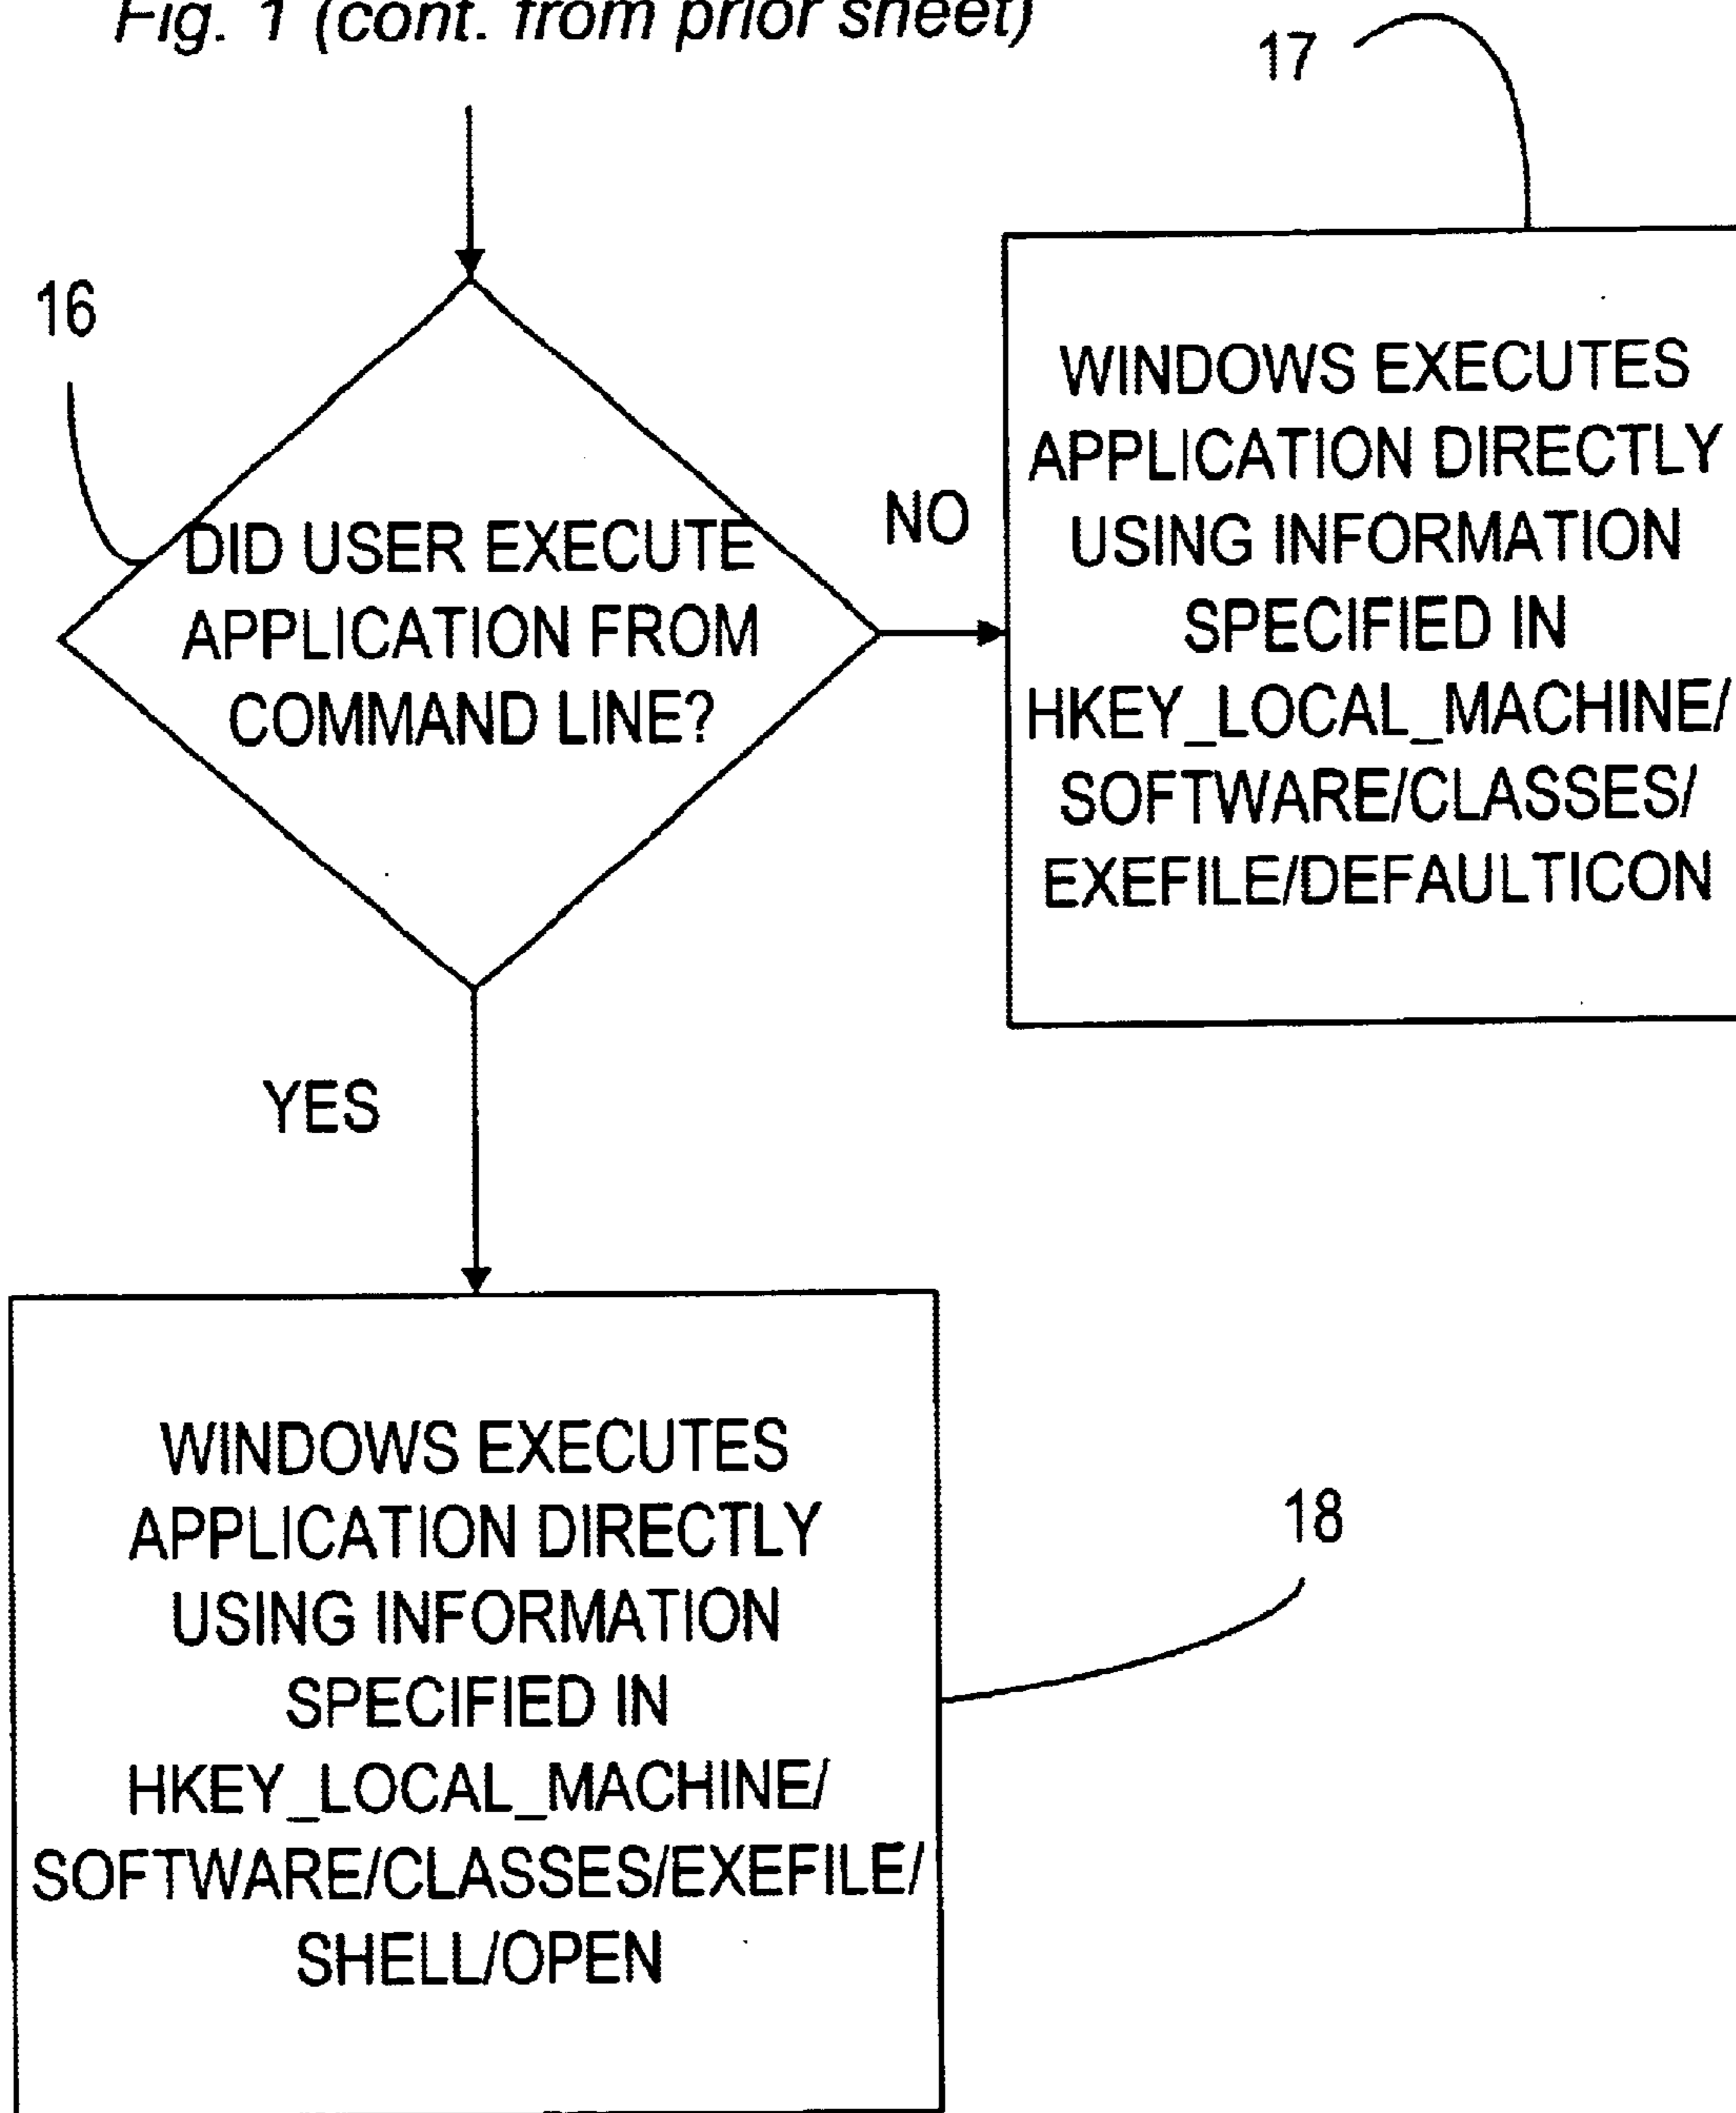 Fig. 1 (cont. from prior sheet)
17
16
DID USER EXECUTE
APPLICATION FROM
COMMAND LINE?
NO
WINDOWS EXECUTES
APPLICATION DIRECTLY
USING INFORMATION
SPECIFIED IN
HKEY_LOCAL_MACHINE/
SOFTWARE/CLASSES/
EXEFILE/DEFAULTICON
YES
WINDOWS EXECUTES
APPLICATION DIRECTLY
USING INFORMATION
SPECIFIED IN
HKEY_LOCAL_MACHINE/
SOFTWARE/CLASSES/EXEFILE/
SHELL/OPEN
18